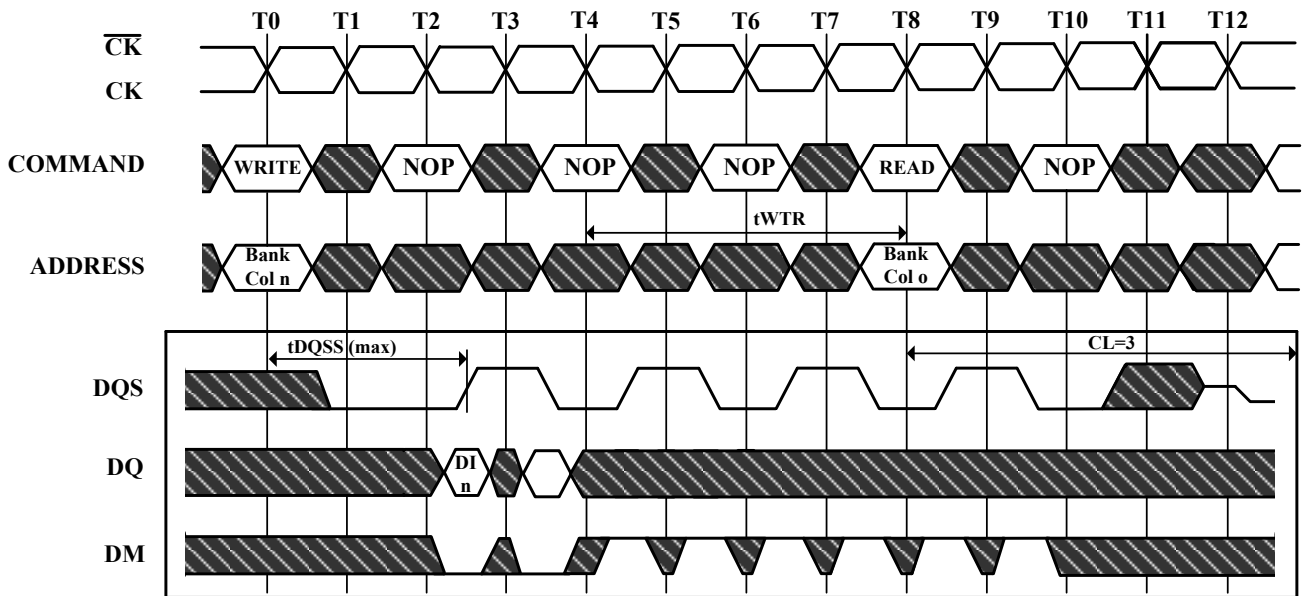 T0 T1 T2 T3 T4 T5 T6 T7 T8 T9 T10 T11 T12
CK
CK
COMMAND WRITE NOP NOP NOP READ NOP
tWTR
ADDRESS Bank Col n Bank Col o
tDQSS (max) CL=3
DQS
DQ DI n
DM